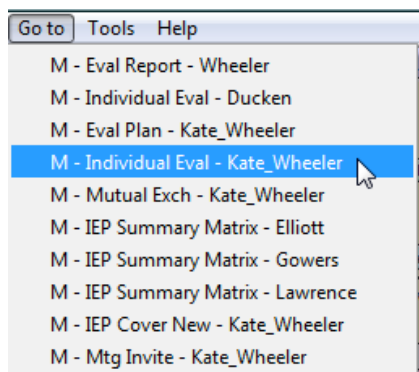 Go to Tools Help
M - Eval Report - Wheeler
M - Individual Eval - Ducken
M - Eval Plan - Kate_Wheeler
M - Individual Eval - Kate_Wheeler
M - Mutual Exch - Kate_Wheeler
M - IEP Summary Matrix - Elliott
M - IEP Summary Matrix - Gowers
M - IEP Summary Matrix - Lawrence
M - IEP Cover New - Kate_Wheeler
M - Mtg Invite - Kate_Wheeler